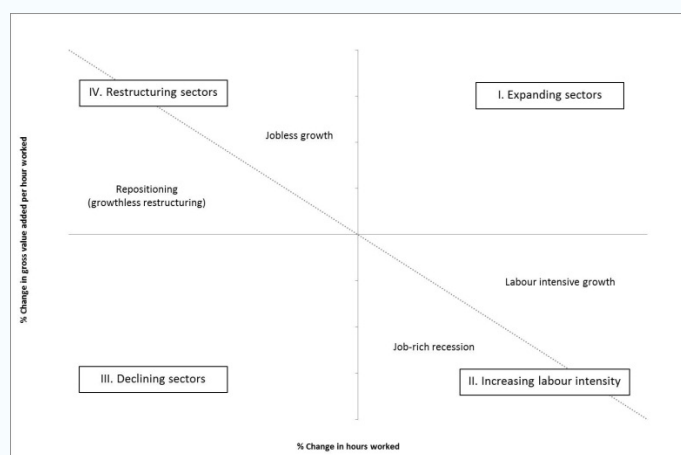 IV. Restructuring sectors
I. Expanding sectors
Jobless growth
Repositioning
(growthless restructuring)
% Change in gross value added per hour worked
Labour intensive growth
Job-rich recession
III. Declining sectors
II. Increasing labour intensity
% Change in hours worked